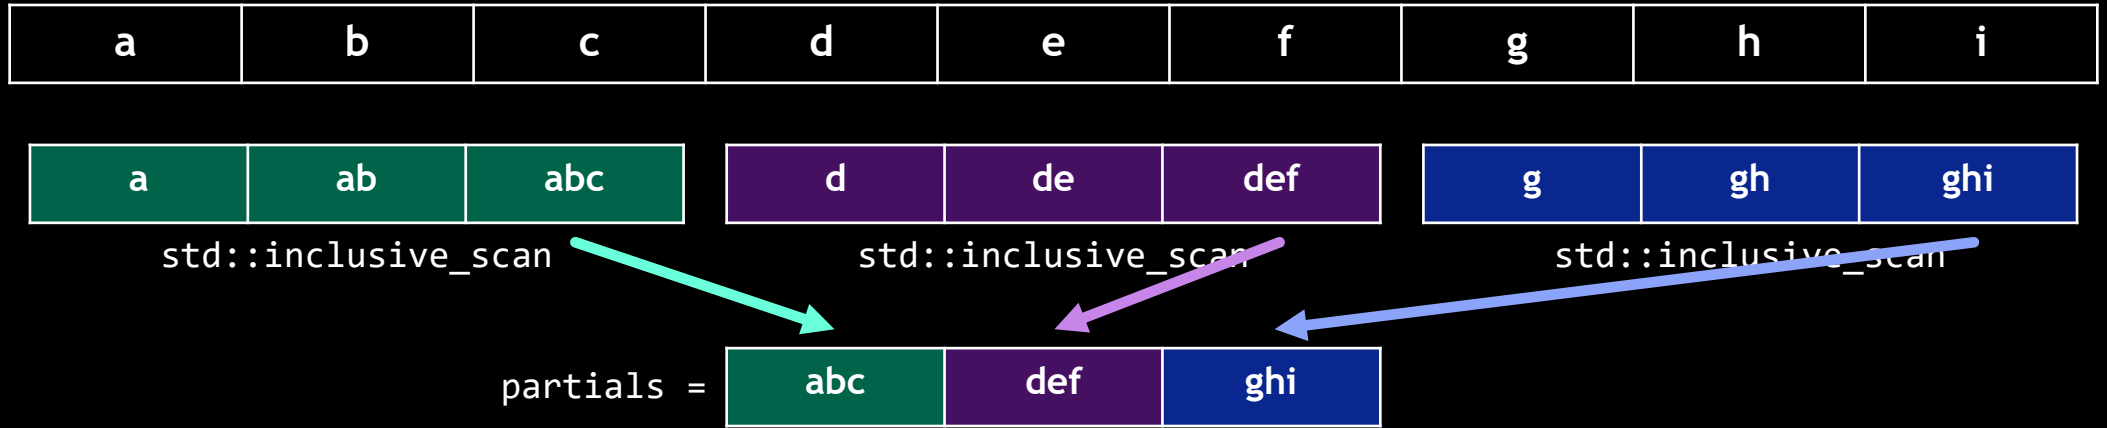 a b c d e f g h i
a ab abc d de def g gh ghi
std::inclusive_scan std::inclusive_scan std::inclusive_scan
partials = abc def ghi